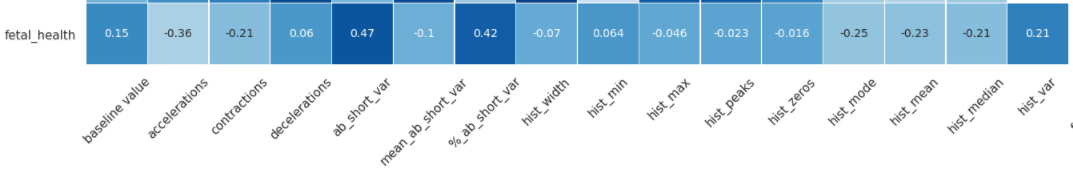 fetal_health 0.15 -0.36 -0.21 0.06 0.47 -0.1 0.42 -0.07 0.064 -0.046 -0.023 -0.016 -0.25 -0.23 -0.21 0.21
baseline value
accelerations
contractions
decelerations
ab_short_var
mean_ab_short_var
%_ab_short_var
hist_width
hist_min
hist_max
hist_peaks
hist_zeros
hist_mode
hist_mean
hist_median
hist_var